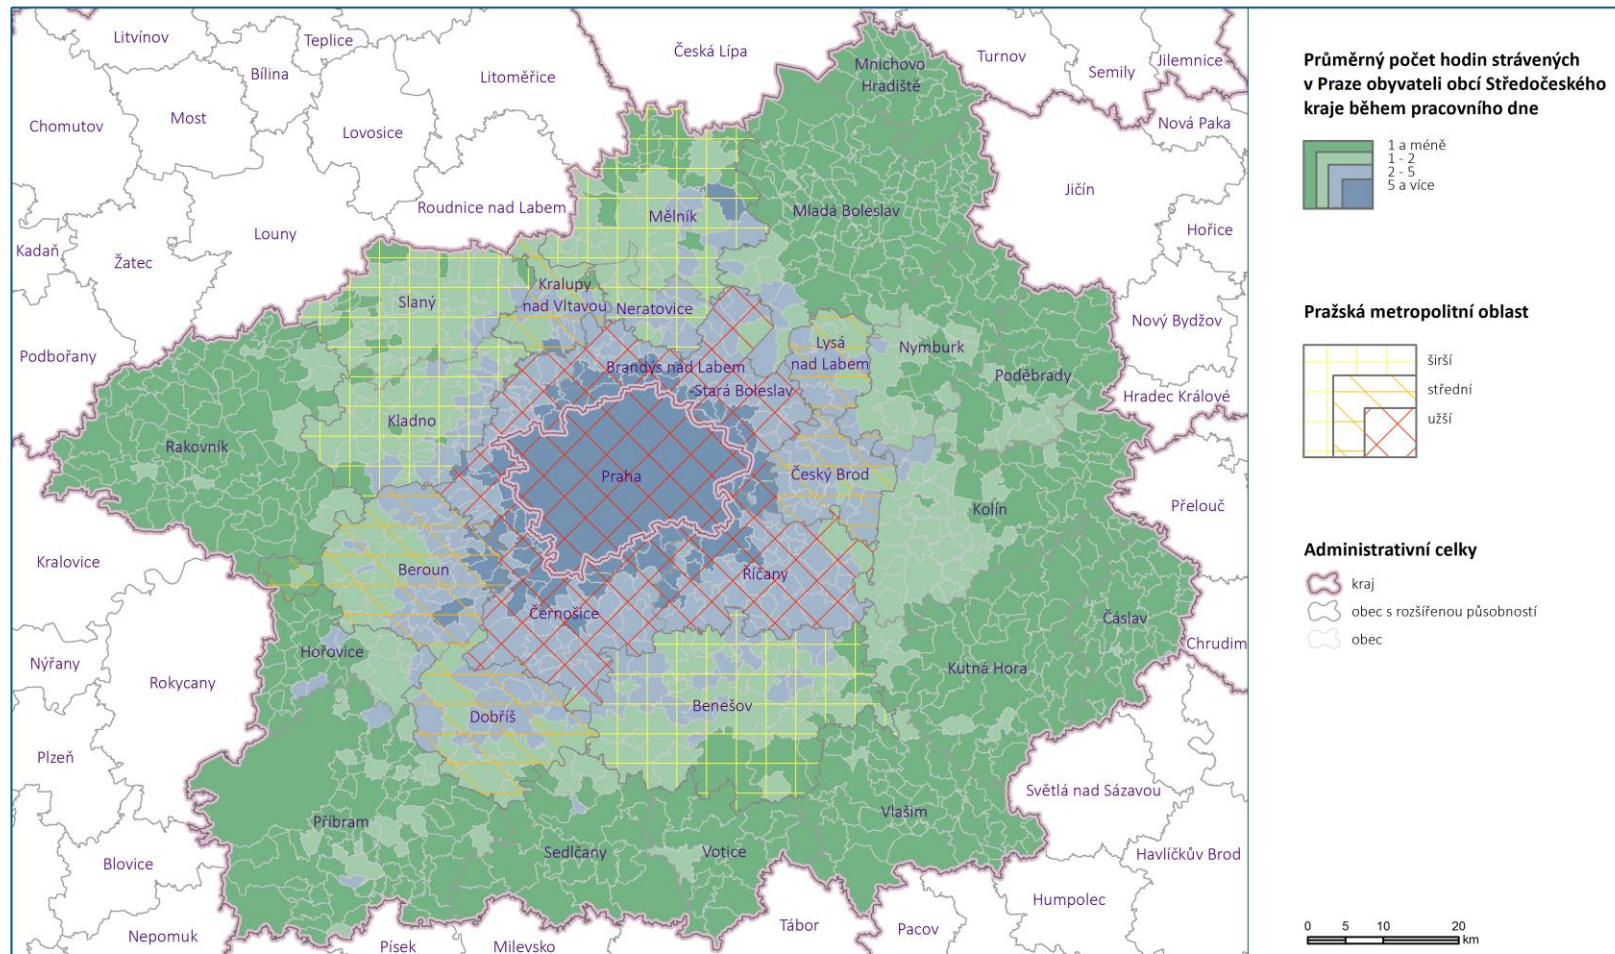 Litvínov
Teplice
Bílina
Litoměřice
Česká Lípa
Turnov
Semily
Jilemnice
Mnichovo
Hradiště
Chomutov
Most
Lovosice
Nová Paka
Jičín
Roudnice nad Labem
Mělník
Mladá Boleslav
Hořice
Kadaň
Žatec
Louny
Slaný
Kralupy
nad Vltavou
Neratovice
Nový Bydžov
Podbořany
Lysá
nad Labem
Nymburk
Brandýs nad Labem
-Stará Boleslav
Poděbrady
Hradec Králové
Kladno
Rakovník
Praha
Český Brod
Přelouč
Kolín
Kralovice
Beroun
Říčany
Černošice
Čáslav
Chrudim
Hořovice
Kutná Hora
Nýřany
Rokycany
Dobříš
Benešov
Plzeň
Světlá nad Sázavou
Příbram
Vlašim
Sedlčany
Votice
Blovice
Havlíčkův Brod
Humpolec
Nepomuk
Písek
Milevsko
Tábor
Pacov
Průměrný počet hodin strávených
v Praze obyvateli obcí Středočeského
kraje během pracovního dne
1 a méně
1 - 2
2 - 5
5 a více
Pražská metropolitní oblast
širší
střední
užší
Administrativní celky
kraj
obec s rozšířenou působností
obec
0 5 10 20
km